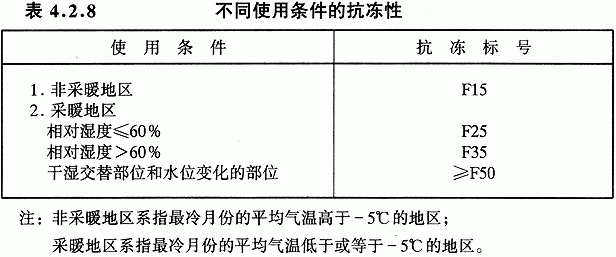 表 4.2.8 不同使用条件的抗冻性
使用条件 抗冻标号
1. 非采暖地区 F15
2. 采暖地区
相对湿度≤60% F25
相对湿度>60% F35
干湿交替部位和水位变化的部位 ≥F50
注：非采暖地区系指最冷月份的平均气温高于-5℃的地区；
采暖地区系指最冷月份的平均气温低于或等于-5℃的地区。